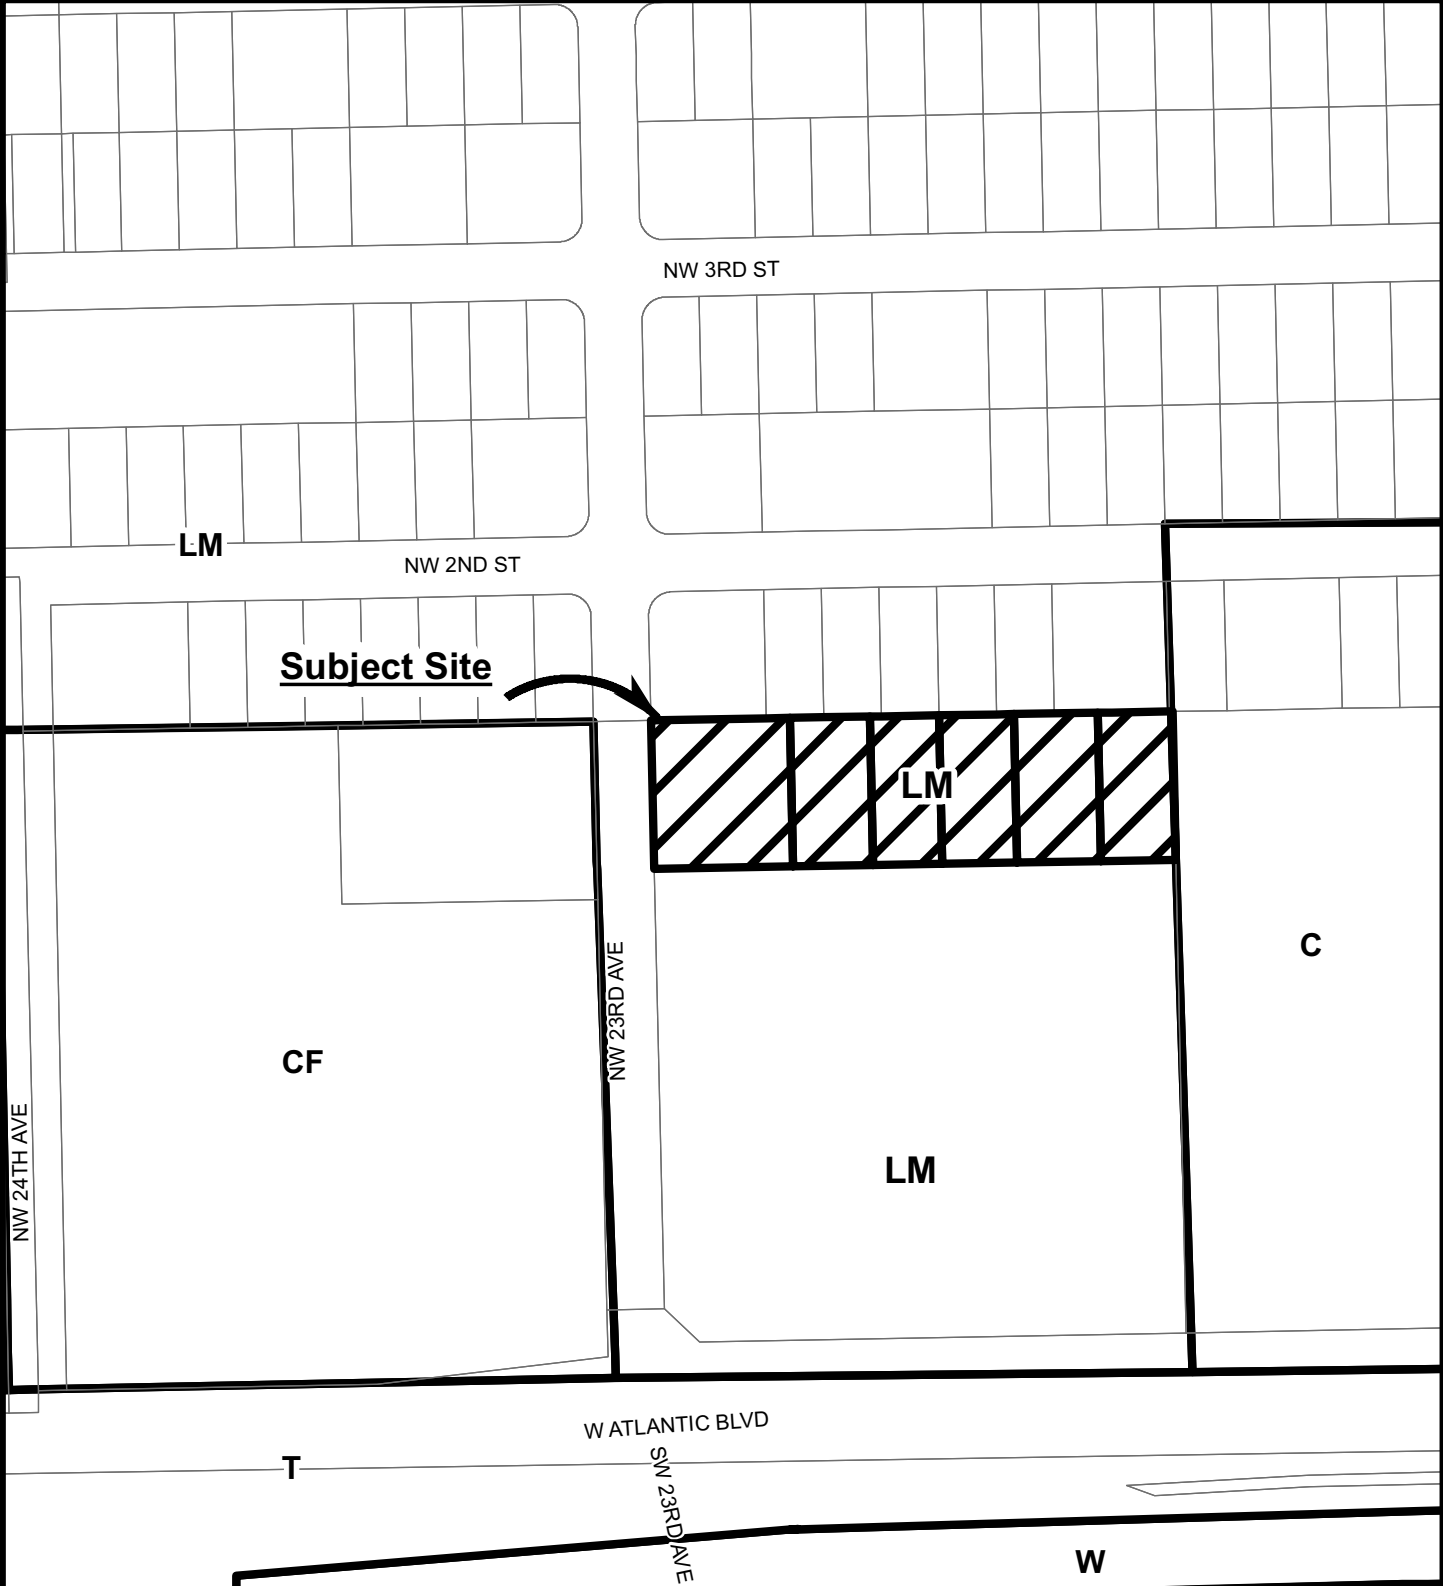 NW 3RD ST
LM
NW 2ND ST
Subject Site
LM
C
NW 23RD AVE
CF
NW 24TH AVE
LM
W ATLANTIC BLVD
T
SW 23RD AVE
W